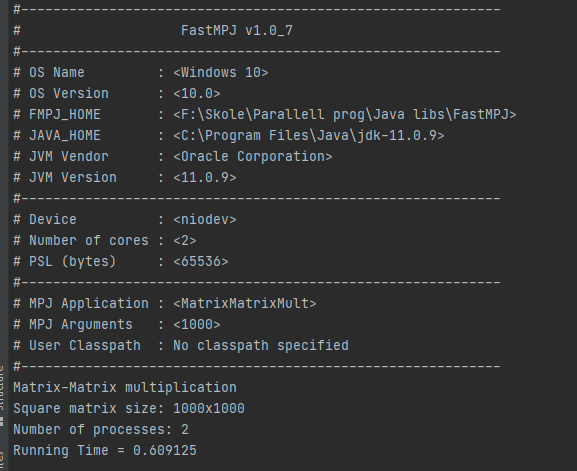 #----------------------------------------------------------
#                    FastMPJ v1.0_7
#----------------------------------------------------------
# OS Name         : <Windows 10>
# OS Version      : <10.0>
# FMPJ_HOME       : <F:\Skole\Parallell prog\Java libs\FastMPJ>
# JAVA_HOME       : <C:\Program Files\Java\jdk-11.0.9>
# JVM Vendor      : <Oracle Corporation>
# JVM Version     : <11.0.9>
#----------------------------------------------------------
# Device          : <niodev>
# Number of cores : <2>
# PSL (bytes)     : <65536>
#----------------------------------------------------------
# MPJ Application : <MatrixMatrixMult>
# MPJ Arguments   : <1000>
# User Classpath  : No classpath specified
#----------------------------------------------------------
Matrix-Matrix multiplication
Square matrix size: 1000x1000
Number of processes: 2
Running Time = 0.609125